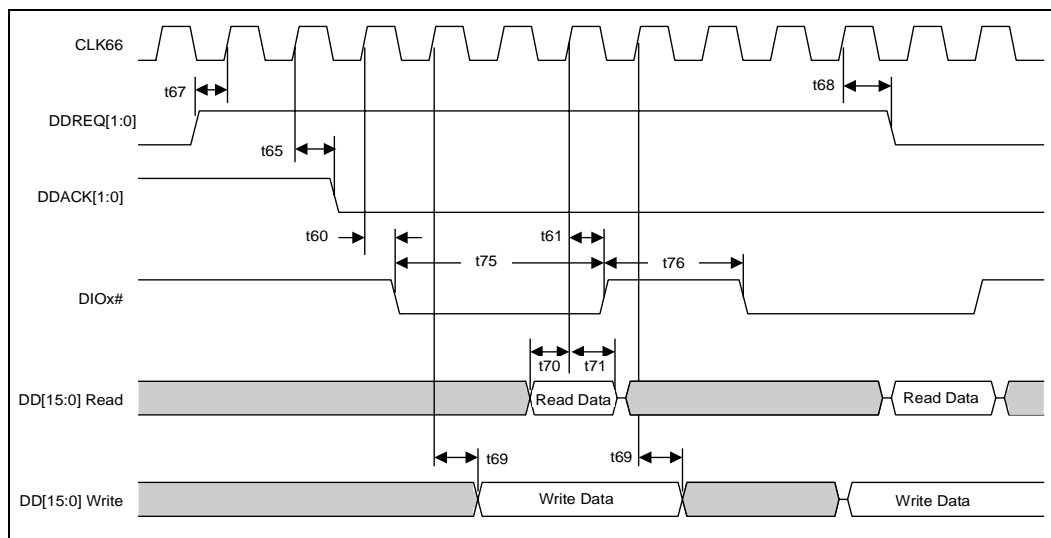 CLK66
t67
t68
DDREQ[1:0]
t65
DDACK[1:0]
t60
t61
t75
t76
DIOx#
t70
t71
DD[15:0] Read
Read Data
Read Data
t69
t69
DD[15:0] Write
Write Data
Write Data